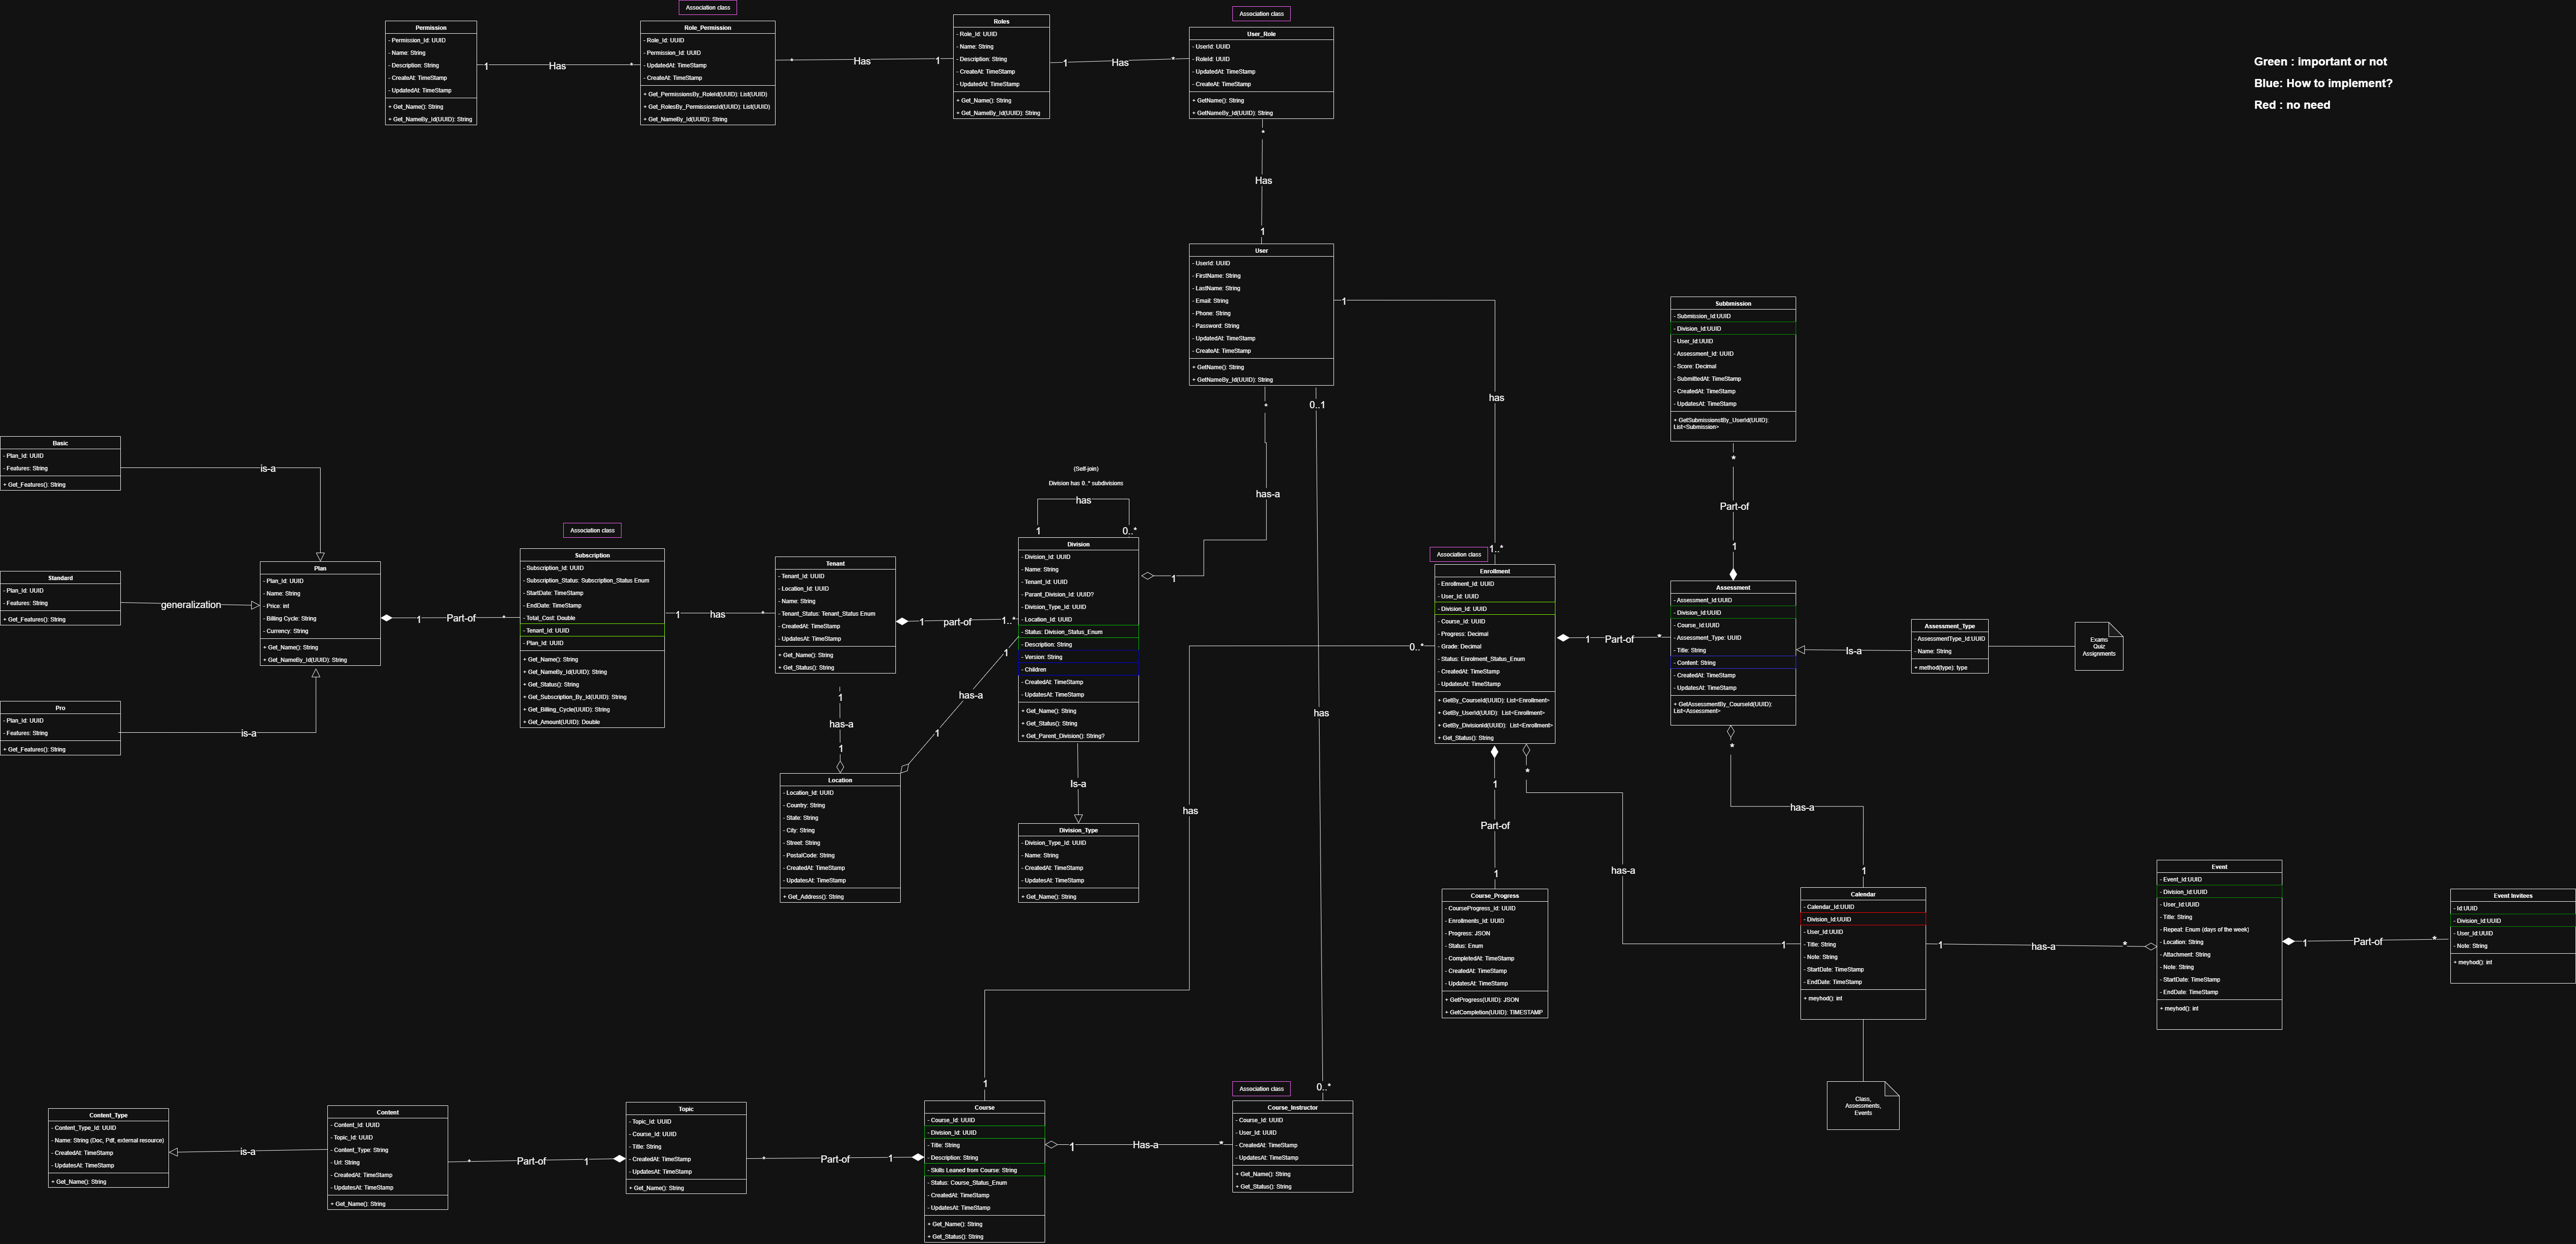 Association class
Permission
- Permission_Id: UUID
- Name: String
- Description: String
- CreateAt: TimeStamp
- UpdatedAt: TimeStamp
+ Get_Name(): String
+ Get_NameBy_Id(UUID): String
1
Has
*
Role_Permission
- Role_Id: UUID
- Permission_Id: UUID
- UpdatedAt: TimeStamp
- CreateAt: TimeStamp
+ Get_PermissionsBy_RoleId(UUID): List(UUID)
+ Get_RolesBy_PermissionsId(UUID): List(UUID)
+ Get_NameBy_Id(UUID): String
*
Has
1
Roles
- Role_Id: UUID
- Name: String
- Description: String
- CreateAt: TimeStamp
- UpdatedAt: TimeStamp
+ Get_Name(): String
+ Get_NameBy_Id(UUID): String
1
Has
*
Association class
User_Role
- UserId: UUID
- RoleId: UUID
- UpdatedAt: TimeStamp
- CreateAt: TimeStamp
+ GetName(): String
+ GetNameBy_Id(UUID): String
Green : important or not
Blue: How to implement?
Red : no need
*
Has
1
User
- UserId: UUID
- FirstName: String
- LastName: String
- Email: String
- Phone: String
- Password: String
- UpdatedAt: TimeStamp
- CreateAt: TimeStamp
+ GetName(): String
+ GetNameBy_Id(UUID): String
1
has
1..*
*
has-a
1
0..1
has
0..*
Subbmission
- Submission_Id:UUID
- Division_Id:UUID
- User_Id:UUID
- Assessment_Id: UUID
- Score: Decimal
- SubmittedAt: TimeStamp
- CreatedAt: TimeStamp
- UpdatesAt: TimeStamp
+ GetSubmissionstBy_UserId(UUID):
List<Submission>
*
Part-of
1
Basic
- Plan_Id: UUID
- Features: String
+ Get_Features(): String
is-a
Standard
- Plan_Id: UUID
- Features: String
+ Get_Features(): String
generalization
Pro
- Plan_Id: UUID
- Features: String
+ Get_Features(): String
is-a
Plan
- Plan_Id: UUID
- Name: String
- Price: int
- Billing Cycle: String
- Currency: String
+ Get_Name(): String
+ Get_NameBy_Id(UUID): String
1
Part-of
*
Association class
Subscription
- Subscription_Id: UUID
- Subscription_Status: Subscription_Status Enum
- StartDate: TimeStamp
- EndDate: TimeStamp
- Total_Cost: Double
- Tenant_Id: UUID
- Plan_Id: UUID
+ Get_Name(): String
+ Get_NameBy_Id(UUID): String
+ Get_Status(): String
+ Get_Subscription_By_Id(UUID): String
+ Get_Billing_Cycle(UUID): String
+ Get_Amount(UUID): Double
1
has
*
Tenant
- Tenant_Id: UUID
- Location_Id: UUID
- Name: String
- Tenant_Status: Tenant_Status Enum
- CreatedAt: TimeStamp
- UpdatesAt: TimeStamp
+ Get_Name(): String
+ Get_Status(): String
1
part-of
1..*
(Self-join)
Division has 0..* subdivisions
has
1
0..*
Division
- Division_Id: UUID
- Name: String
- Tenant_Id: UUID
- Parant_Division_Id: UUID?
- Division_Type_Id: UUID
- Location_Id: UUID
- Status: Division_Status_Enum
- Description: String
- Version: String
- Children
- CreatedAt: TimeStamp
- UpdatesAt: TimeStamp
+ Get_Name(): String
+ Get_Status(): String
+ Get_Parent_Division(): String?
1
has-a
1
1
has-a
1
Location
- Location_Id: UUID
- Country: String
- State: String
- City: String
- Street: String
- PostalCode: String
- CreatedAt: TimeStamp
- UpdatesAt: TimeStamp
+ Get_Address(): String
Is-a
Division_Type
- Division_Type_Id: UUID
- Name: String
- CreatedAt: TimeStamp
- UpdatesAt: TimeStamp
+ Get_Name(): String
Association class
Enrollment
- Enrollment_Id: UUID
- User_Id: UUID
- Division_Id: UUID
- Course_Id: UUID
- Progress: Decimal
- Grade: Decimal
- Status: Enrolment_Status_Enum
- CreatedAt: TimeStamp
- UpdatesAt: TimeStamp
+ GetBy_CourseId(UUID): List<Enrollment>
+ GetBy_UserId(UUID): List<Enrollment>
+ GetBy_DivisionId(UUID): List<Enrollment>
+ Get_Status(): String
0..*
has
1
1
Part-of
*
Assessment
- Assessment_Id:UUID
- Division_Id:UUID
- Course_Id:UUID
- Assessment_Type: UUID
- Title: String
- Content: String
- CreatedAt: TimeStamp
- UpdatesAt: TimeStamp
+ GetAssessmentBy_CourseId(UUID):
List<Assessment>
Is-a
Assessment_Type
- AssessmentType_Id:UUID
- Name: String
+ method(type): type
Exams
Quiz
Assignments
1
Part-of
1
*
has-a
1
*
has-a
1
Course_Progress
- CourseProgress_Id: UUID
- Enrollments_Id: UUID
- Progress: JSON
- Status: Enum
- CompletedAt: TimeStamp
- CreatedAt: TimeStamp
- UpdatesAt: TimeStamp
+ GetProgress(UUID): JSON
+ GetCompletion(UUID): TIMESTAMP
Calendar
- Calendar_Id:UUID
- Division_Id:UUID
- User_Id:UUID
- Title: String
- Note: String
- StartDate: TimeStamp
- EndDate: TimeStamp
+ meyhod(): int
1
has-a
*
Class,
Assessments,
Events
Event
- Event_Id:UUID
- Division_Id:UUID
- User_Id:UUID
- Title: String
- Repeat: Enum (days of the week)
- Location: String
- Attachment: String
- Note: String
- StartDate: TimeStamp
- EndDate: TimeStamp
+ meyhod(): int
1
Part-of
*
Event Invitees
- Id:UUID
- Division_Id:UUID
- User_Id:UUID
- Note: String
+ meyhod(): int
Content_Type
- Content_Type_Id: UUID
- Name: String (Doc, Pdf, external resource)
- CreatedAt: TimeStamp
- UpdatesAt: TimeStamp
+ Get_Name(): String
is-a
Content
- Content_Id: UUID
- Topic_Id: UUID
- Content_Type: String
- Url: String
- CreatedAt: TimeStamp
- UpdatesAt: TimeStamp
+ Get_Name(): String
*
Part-of
1
Topic
- Topic_Id: UUID
- Course_Id: UUID
- Title: String
- CreatedAt: TimeStamp
- UpdatesAt: TimeStamp
+ Get_Name(): String
*
Part-of
1
Course
- Course_Id: UUID
- Division_Id: UUID
- Title: String
- Description: String
- Skills Leaned from Course: String
- Status: Course_Status_Enum
- CreatedAt: TimeStamp
- UpdatesAt: TimeStamp
+ Get_Name(): String
+ Get_Status(): String
1
Has-a
*
Association class
Course_Instructor
- Course_Id: UUID
- User_Id: UUID
- CreatedAt: TimeStamp
- UpdatesAt: TimeStamp
+ Get_Name(): String
+ Get_Status(): String